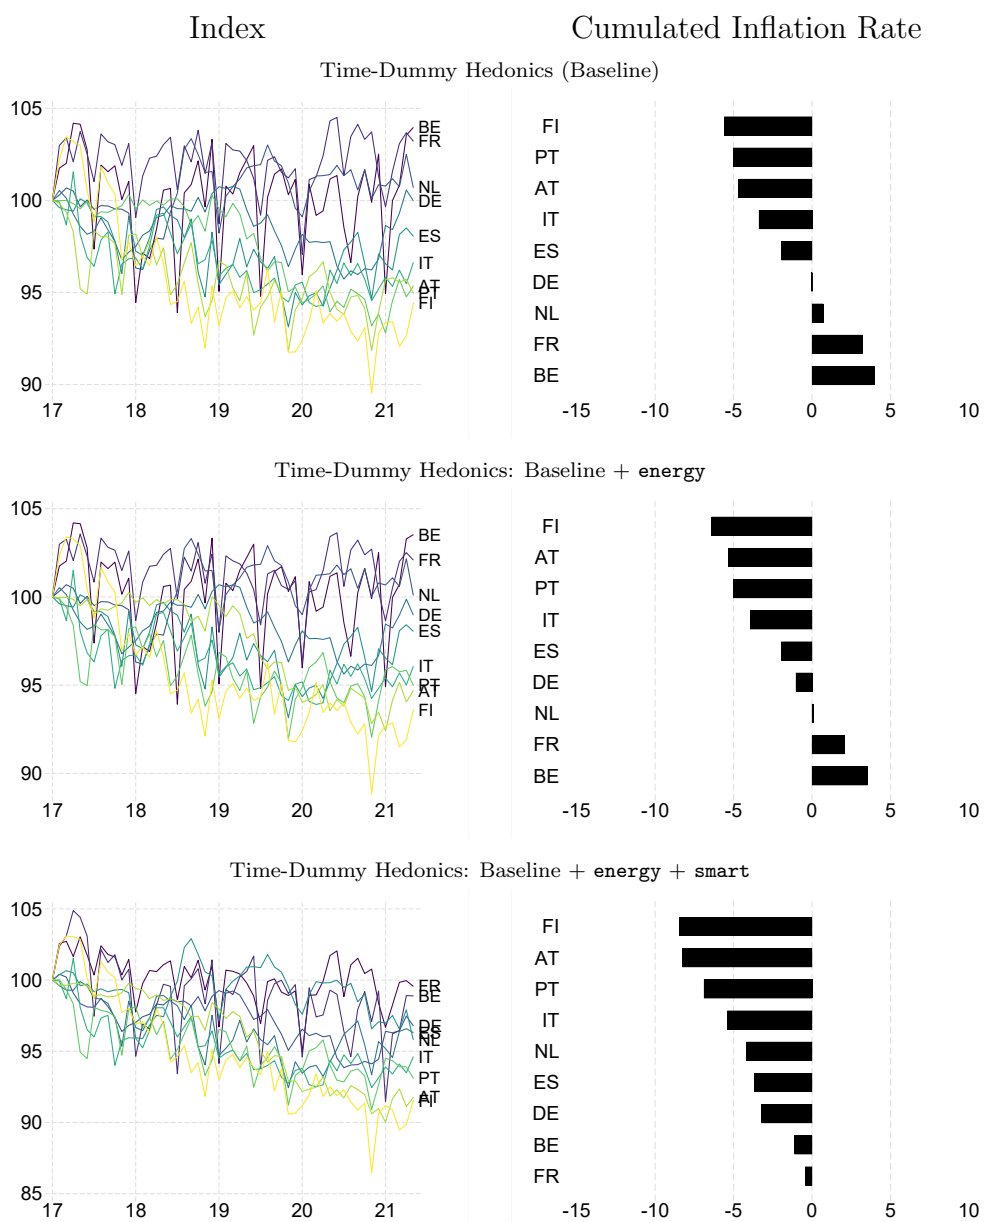 Index
Cumulated Inflation Rate
Time-Dummy Hedonics (Baseline)
105
100
95
90
17 18 19 20 21
BE
FR
NL
DE
ES
IT
AT
PT
FI
FI
PT
AT
IT
ES
DE
NL
FR
BE
-15 -10 -5 0 5 10
Time-Dummy Hedonics: Baseline + energy
105
100
95
90
17 18 19 20 21
BE
FR
NL
DE
ES
IT
PT
AT
FI
FI
AT
PT
IT
ES
DE
NL
FR
BE
-15 -10 -5 0 5 10
Time-Dummy Hedonics: Baseline + energy + smart
105
100
95
90
85
17 18 19 20 21
FR
BE
DE
ES
NL
IT
PT
AT
FI
FI
AT
PT
IT
NL
ES
DE
BE
FR
-15 -10 -5 0 5 10